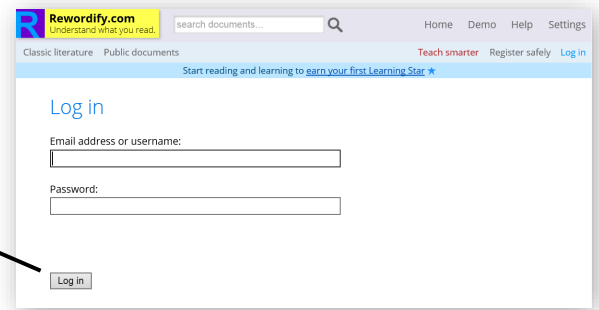 Rewordify.com
Understand what you read.
search documents...
Home Demo Help Settings
Classic literature Public documents
Teach smarter Register safely Log in
Start reading and learning to earn your first Learning Star ★
Log in
Email address or username:
Password:
Log in